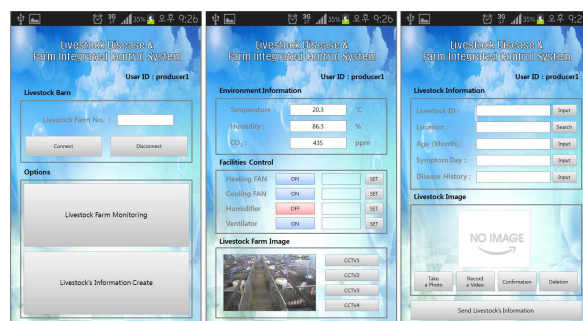 3G 35% 오후 9:26
Livestock Disease &
Farm Integrated Control System
User ID : producer1
Livestock Barn
Livestock Farm No. :
Connect Disconnect
Options
Livestock Farm Monitoring
Livestock's Information Create
3G 35% 오후 9:26
Livestock Disease &
Farm Integrated Control System
User ID : producer1
Environment Information
Temperature : 20.3 °C
Humidity : 86.3 %
CO₂ : 435 ppm
Facilities Control
Heating FAN ON SET
Cooling FAN ON SET
Humidifier OFF SET
Ventilator ON SET
Livestock Farm Image
CCTV1
CCTV2
CCTV3
CCTV4
3G 35% 오후 9:2
Livestock Disease &
Farm Integrated Control System
User ID : producer1
Livestock Information
Livestock ID : Input
Location : Search
Age (Month) : Input
Symptom Day : Input
Disease History : Input
Livestock Image
NO IMAGE
Take a Photo Record a Video Confirmation Deletion
Send Livestock's Information